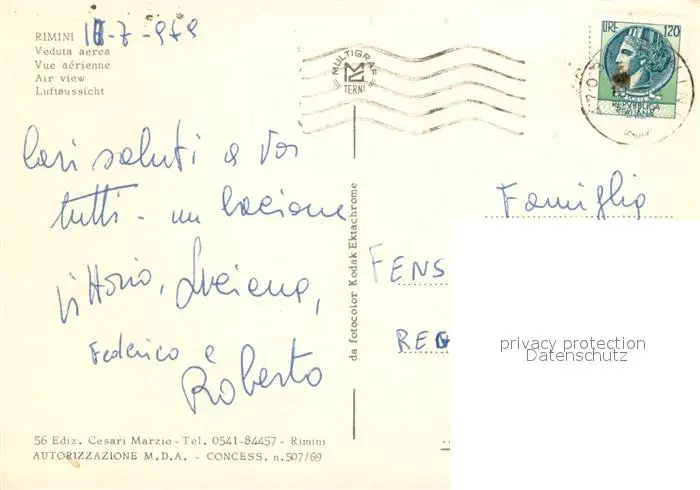 RIMINI
Veduta aerea
Vue aérienne
Air view
Luftaussicht
-7-979
MULTIGRAF
TERNI
LIRE 120
REPUBBLICA
ITALIANA
Cari saluti a voi
tutti - un bacione
Vittorio, Luciana,
Federico e
Roberto
da fotocolor Kodak Ektachrome
Famiglia
FENS
REG
privacy protection
Datenschutz
56 Ediz. Cesari Marzio - Tel. 0541-84457 - Rimini
AUTORIZZAZIONE M.D.A. - CONCESS. n.507/69